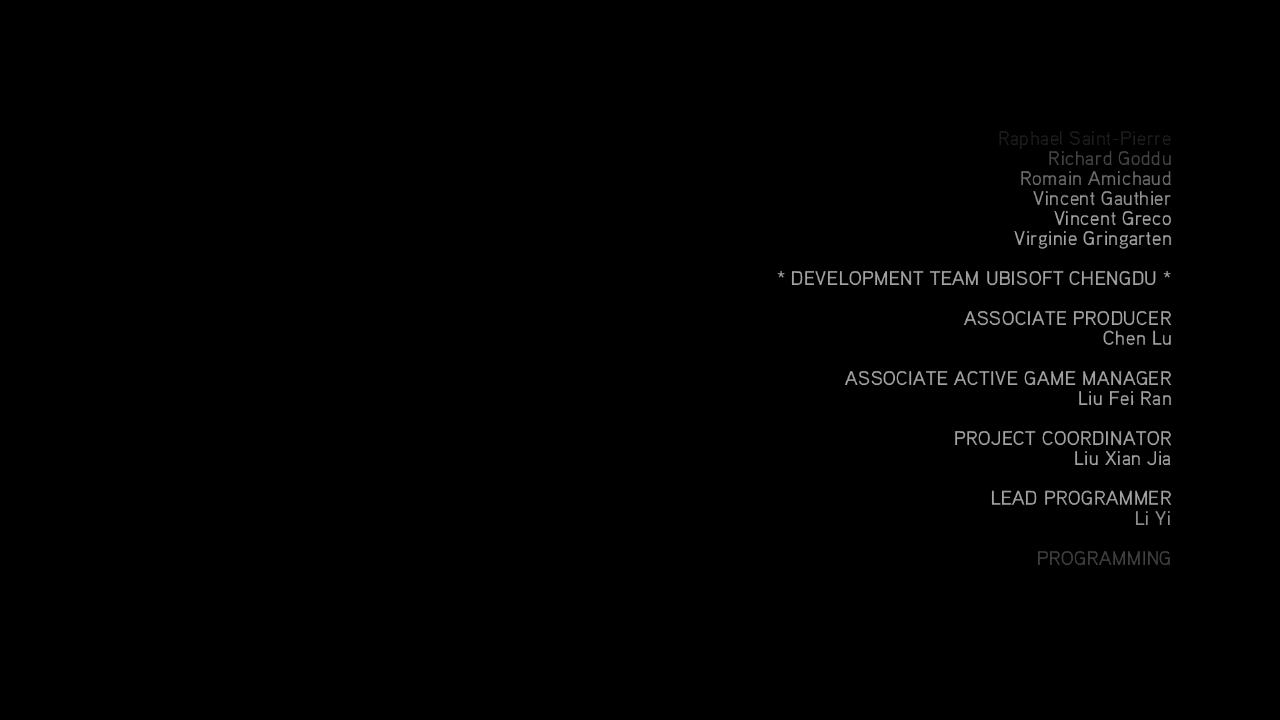 Raphael Saint-Pierre
Richard Goddu
Romain Amichaud
Vincent Gauthier
Vincent Greco
Virginie Gringarten
* DEVELOPMENT TEAM UBISOFT CHENGDU *
ASSOCIATE PRODUCER
Chen Lu
ASSOCIATE ACTIVE GAME MANAGER
Liu Fei Ran
PROJECT COORDINATOR
Liu Xian Jia
LEAD PROGRAMMER
Li Yi
PROGRAMMING